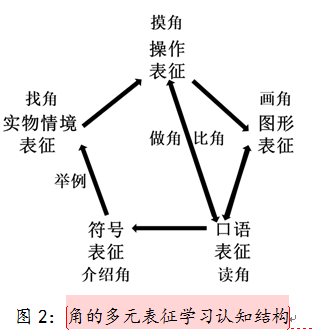 摸角
操作
表征
找角
实物情境
表征
画角
图形
表征
做角
比角
举例
符号
表征
介绍角
口语
表征
读角
图 2：角的多元表征学习认知结构